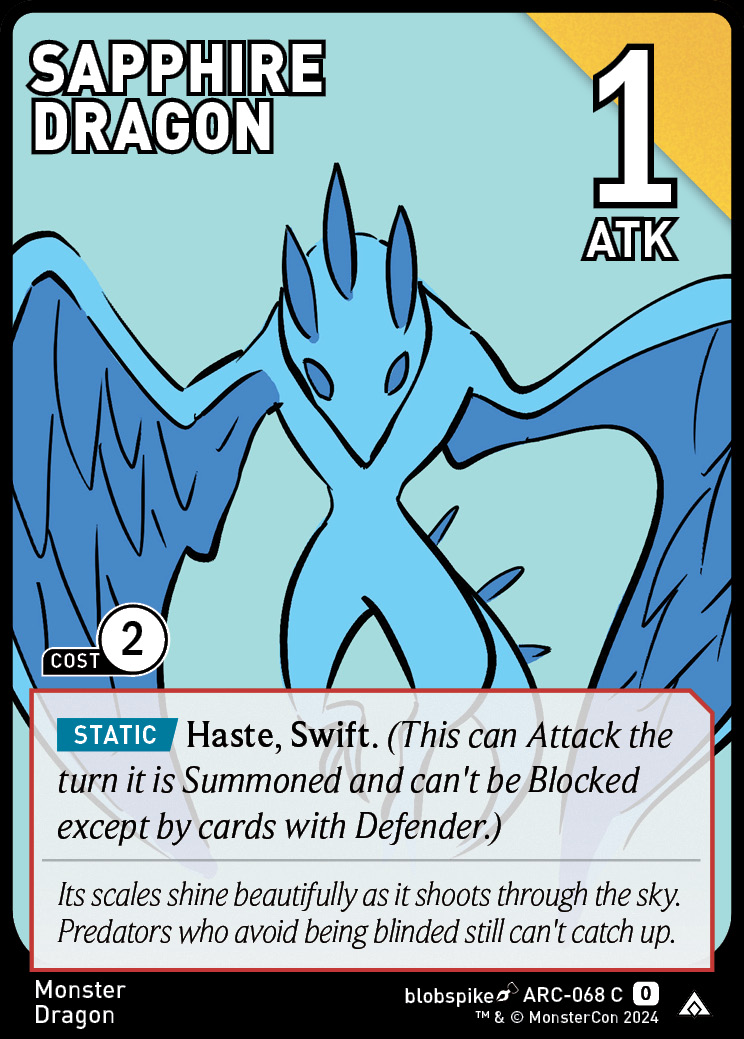 SAPPHIRE
DRAGON
1
ATK
COST 2
STATIC Haste, Swift. (This can Attack the
turn it is Summoned and can't be Blocked
except by cards with Defender.)
Its scales shine beautifully as it shoots through the sky.
Predators who avoid being blinded still can't catch up.
Monster
Dragon
blobspike ARC-068 C 0
™ & © MonsterCon 2024